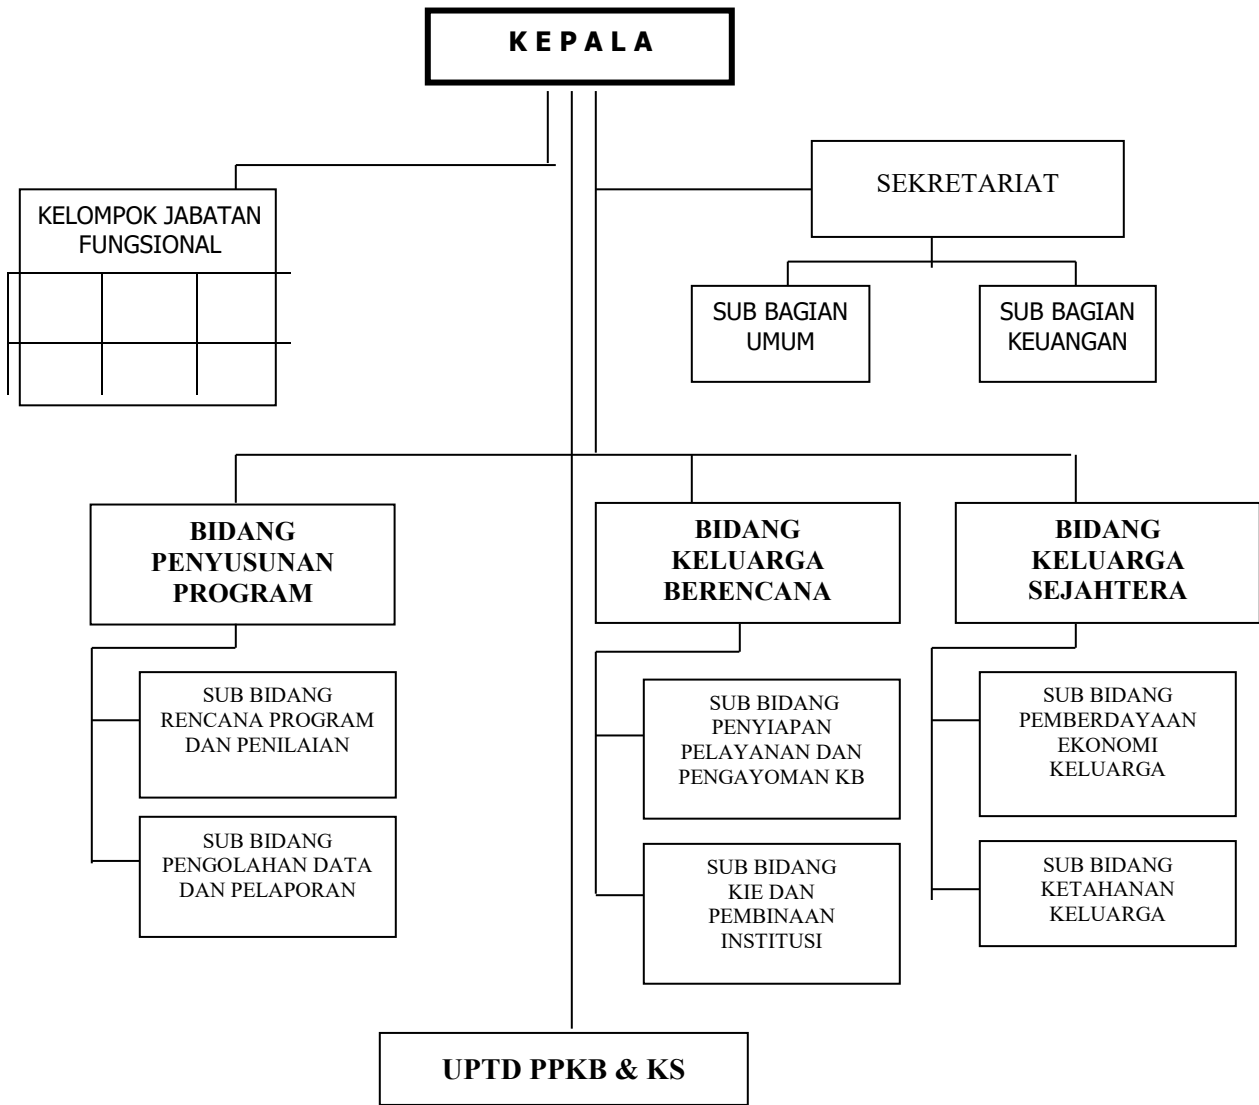 K E P A L A
SEKRETARIAT
KELOMPOK JABATAN
FUNGSIONAL
SUB BAGIAN
UMUM
SUB BAGIAN
KEUANGAN
BIDANG
PENYUSUNAN
PROGRAM
BIDANG
KELUARGA
BERENCANA
BIDANG
KELUARGA
SEJAHTERA
SUB BIDANG
RENCANA PROGRAM
DAN PENILAIAN
SUB BIDANG
PENGOLAHAN DATA
DAN PELAPORAN
SUB BIDANG
PENYIAPAN
PELAYANAN DAN
PENGAYOMAN KB
SUB BIDANG
KIE DAN
PEMBINAAN
INSTITUSI
SUB BIDANG
PEMBERDAYAAN
EKONOMI
KELUARGA
SUB BIDANG
KETAHANAN
KELUARGA
UPTD PPKB & KS